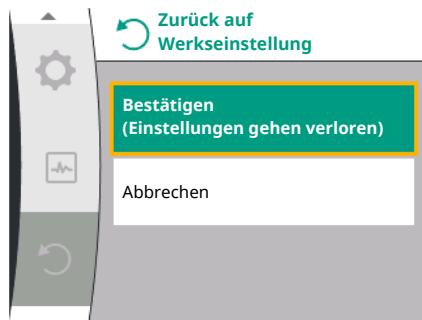 Zurück auf
Werkseinstellung
Bestätigen
(Einstellungen gehen verloren)
Abbrechen